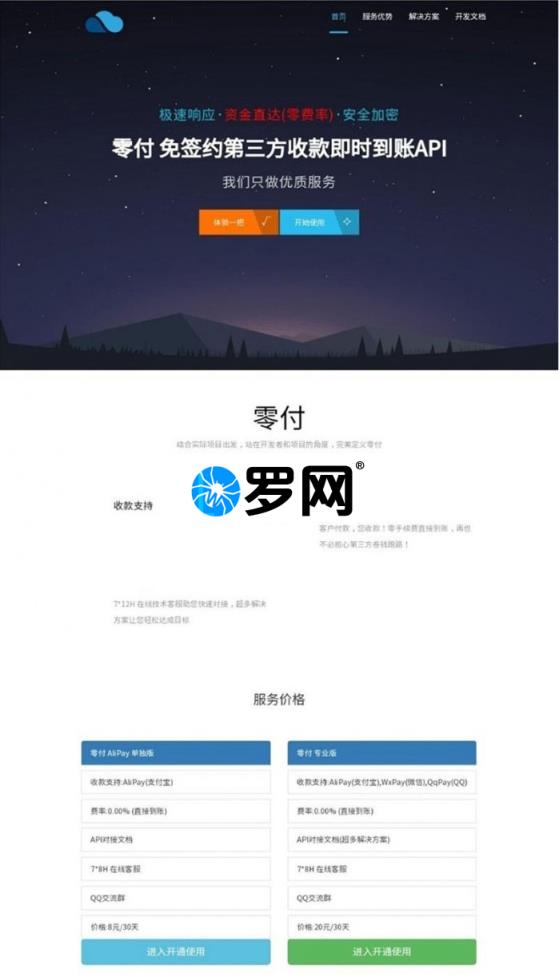 首页 服务优势 解决方案 开发文档
极速响应·资金直达(零费率)·安全加密
零付 免签约第三方收款即时到账API
我们只做优质服务
体验一把 开始使用
零付
结合实际项目出发，站在开发者和项目的角度，完美定义零付
罗网®
收款支持
客户付款，您收款！零手续费直接到账，再也
不必担心第三方卷钱跑路！
7*12H 在线技术客服助您快速对接，超多解决
方案让您轻松达成目标
服务价格
零付 AliPay 单独版
收款支持:AliPay(支付宝)
费率:0.00% (直接到账)
API对接文档
7*8H 在线客服
QQ交流群
价格:8元/30天
进入开通使用
零付 专业版
收款支持:AliPay(支付宝),WxPay(微信),QqPay(QQ)
费率:0.00% (直接到账)
API对接文档(超多解决方案)
7*8H 在线客服
QQ交流群
价格:20元/30天
进入开通使用